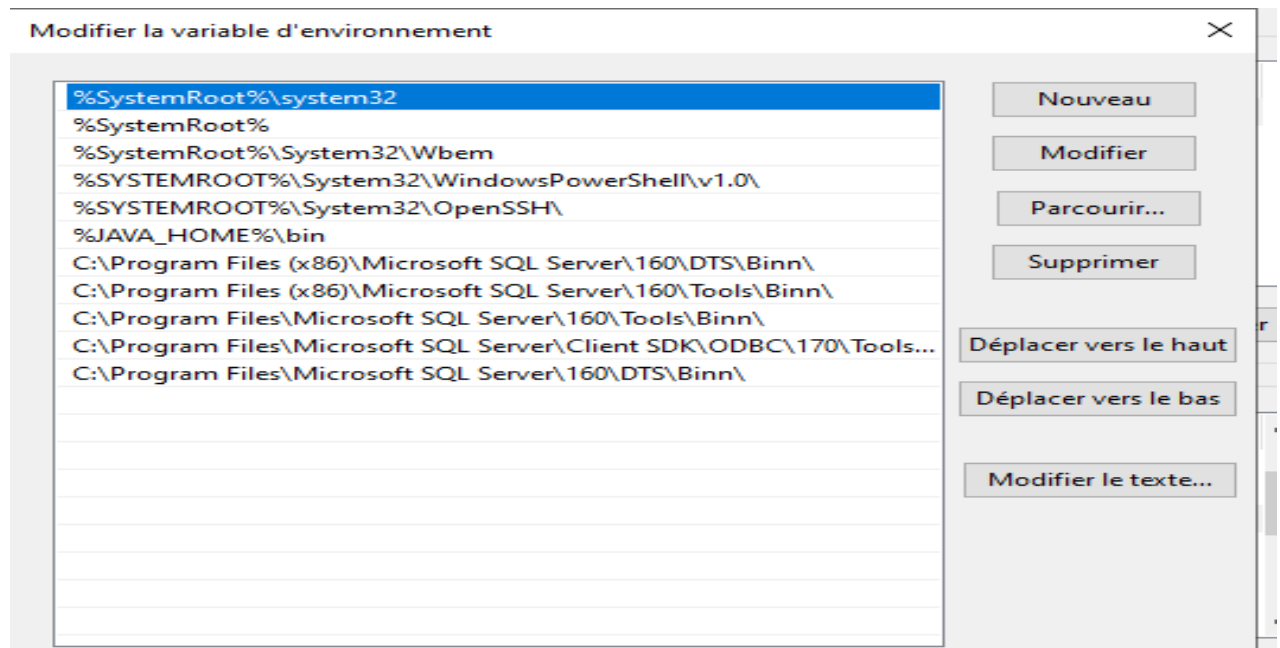 Modifier la variable d'environnement
%SystemRoot%\system32
%SystemRoot%
%SystemRoot%\System32\Wbem
%SYSTEMROOT%\System32\WindowsPowerShell\v1.0\
%SYSTEMROOT%\System32\OpenSSH\
%JAVA_HOME%\bin
C:\Program Files (x86)\Microsoft SQL Server\160\DTS\Binn\
C:\Program Files (x86)\Microsoft SQL Server\160\Tools\Binn\
C:\Program Files\Microsoft SQL Server\160\Tools\Binn\
C:\Program Files\Microsoft SQL Server\Client SDK\ODBC\170\Tools...
C:\Program Files\Microsoft SQL Server\160\DTS\Binn\
Nouveau
Modifier
Parcourir...
Supprimer
Déplacer vers le haut
Déplacer vers le bas
Modifier le texte...